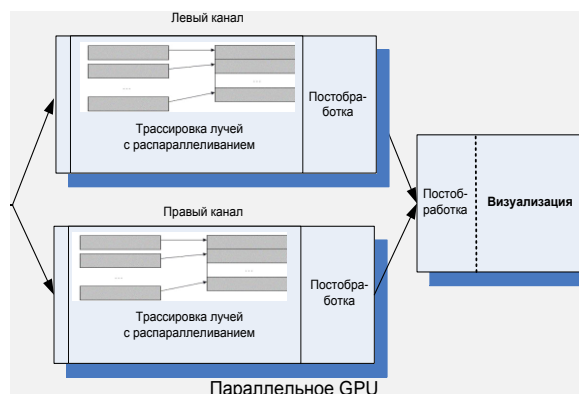 Левый канал
...
Трассировка лучей
с распараллеливанием
Постобра-
ботка
Правый канал
...
Трассировка лучей
с распараллеливанием
Постобра-
ботка
Постоб-
работка
Визуализация
Параллельное GPU